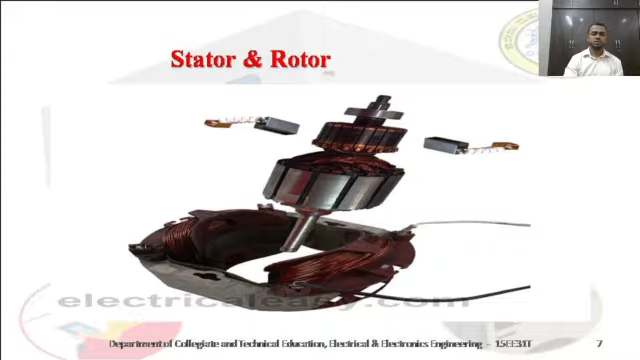 Stator & Rotor
electricaleasy.com
Department of Collegiate and Technical Education, Electrical & Electronics Engineering – 15EE31T
7